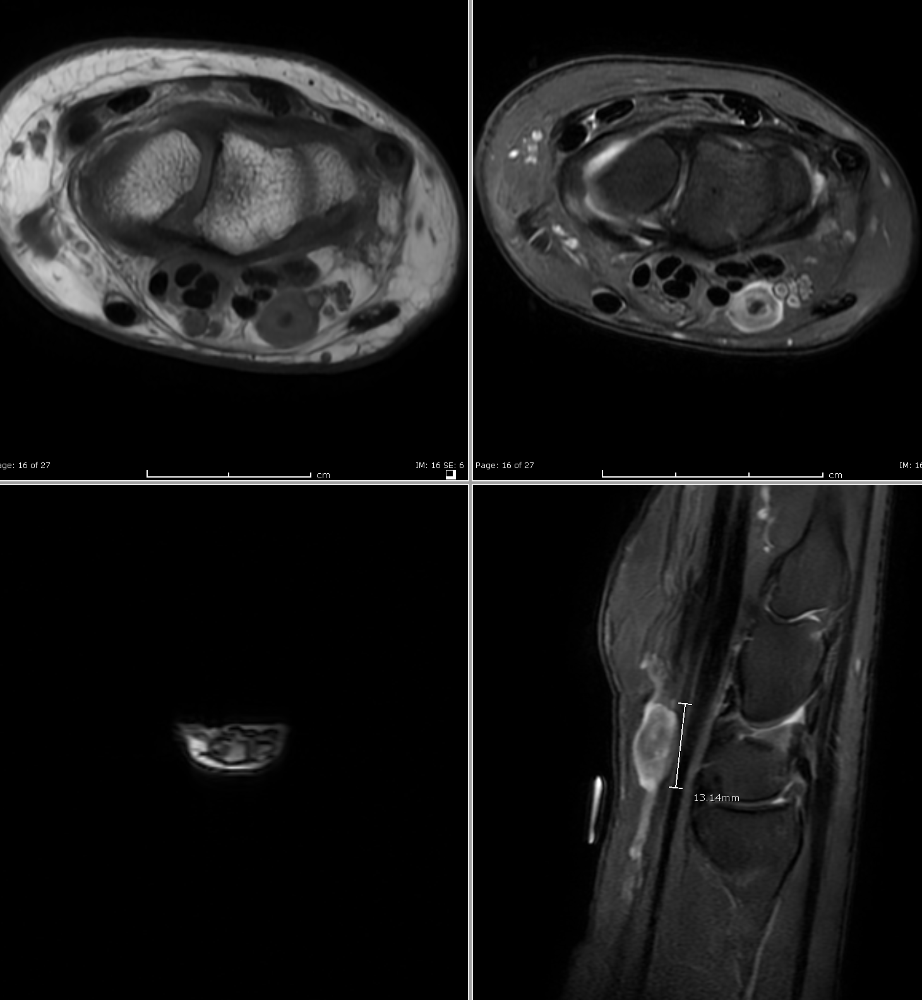 age: 16 of 27
cm
IM: 16 SE: 6
Page: 16 of 27
cm
IM: 16
13.14mm